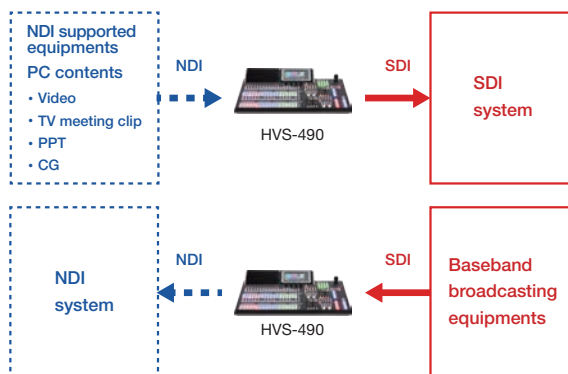 NDI supported
equipments
PC contents
・Video
・TV meeting clip
・PPT
・CG
NDI
HVS-490
SDI
SDI
system
NDI
system
NDI
HVS-490
SDI
Baseband
broadcasting
equipments